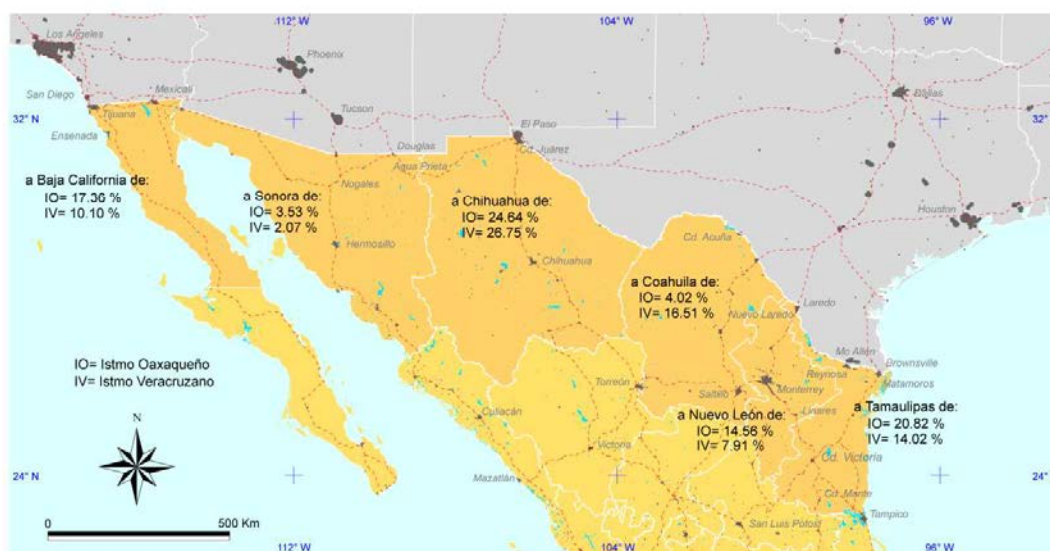 112° W
104° W
96° W
Los Angeles
Phoenix
San Diego
Mexicali
Tijuana
Tucson
Dallas
32° N
32°
Ensenada
El Paso
Cd. Juárez
Douglas
Agua Prieta
Nogales
a Baja California de:
IO= 17.36 %
IV= 10.10 %
a Sonora de:
IO= 3.53 %
IV= 2.07 %
a Chihuahua de:
IO= 24.64 %
IV= 26.75 %
Houston
Hermosillo
Chihuahua
Cd. Acuña
a Coahuila de:
IO= 4.02 %
IV= 16.51 %
Laredo
Nuevo Laredo
IO= Istmo Oaxaqueño
IV= Istmo Veracruzano
Mc Allen
Brownsville
Reynosa
Matamoros
Torreón
Saltillo
Monterrey
Linares
a Tamaulipas de:
IO= 20.82 %
IV= 14.02 %
a Nuevo León de:
IO= 14.56 %
IV= 7.91 %
Culiacán
Victoria
Cd. Victoria
N
24° N
24°
Mazatlán
Cd. Mante
Tampico
San Luis Potosí
0
500 Km
112° W
104° W
96° W